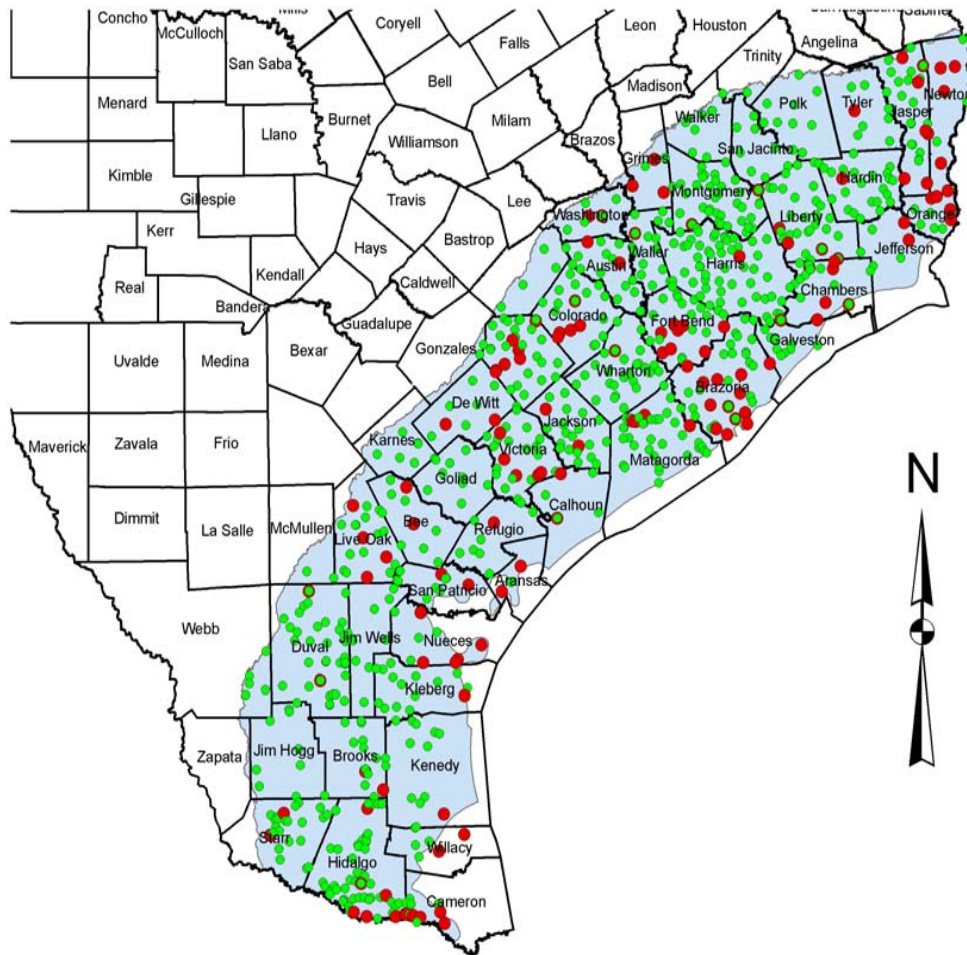 Concho
McCulloch
Coryell
Falls
Leon
Houston
Angelina
San Saba
Bell
Madison
Trinity
Menard
Burnet
Milam
Walker
Polk
Tyler
Jasper
Newton
Llano
Williamson
Brazos
Grimes
San Jacinto
Kimble
Gillespie
Travis
Lee
Montgomery
Hardin
Kerr
Hays
Bastrop
Washington
Liberty
Orange
Real
Kendall
Caldwell
Austin
Waller
Harris
Jefferson
Bandera
Guadalupe
Colorado
Fort Bend
Chambers
Uvalde
Medina
Bexar
Gonzales
Galveston
Wharton
Brazoria
De Witt
Maverick
Zavala
Frio
Karnes
Jackson
Victoria
Matagorda
N
Goliad
Dimmit
La Salle
McMullen
Bee
Calhoun
Live Oak
Refugio
Aransas
San Patricio
Webb
Duval
Jim Wells
Nueces
Kleberg
Zapata
Jim Hogg
Brooks
Kenedy
Starr
Willacy
Hidalgo
Cameron